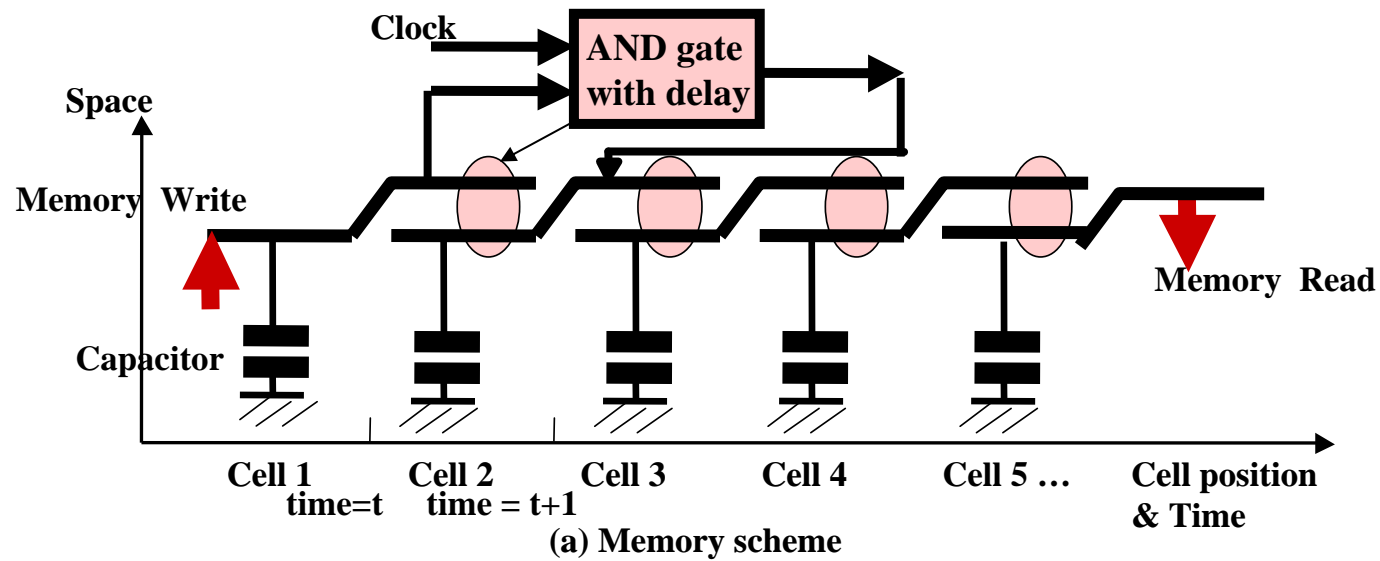 Clock
AND gate
with delay
Space
Memory Write
Memory Read
Capacitor
Cell 1
Cell 2
Cell 3
Cell 4
Cell 5 …
Cell position
& Time
time=t
time = t+1
(a) Memory scheme